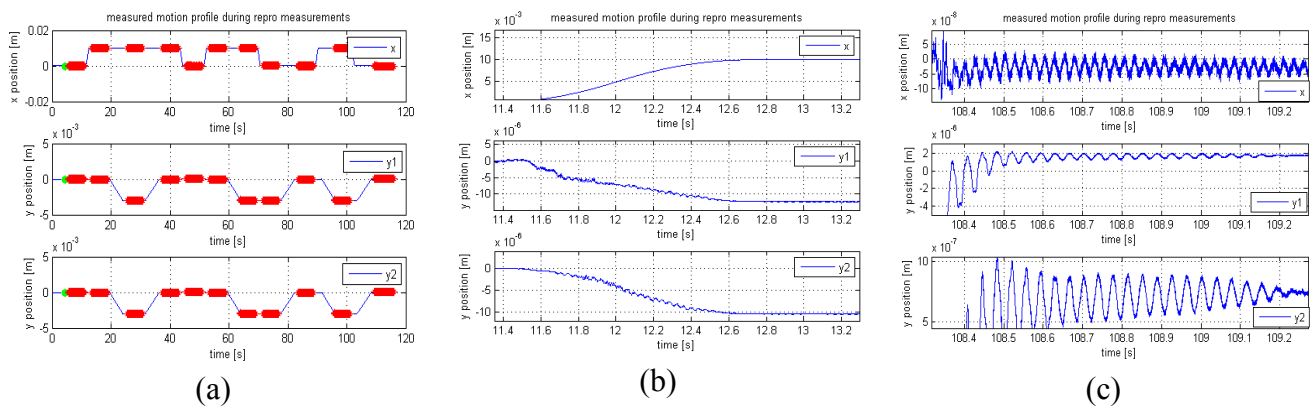 measured motion profile during repro measurements
x position [m]
0.02
0
-0.02
x
0 20 40 60 80 100 120
time [s]
x 10^-3
y position [m]
5
0
-5
y1
0 20 40 60 80 100 120
time [s]
x 10^-3
y position [m]
5
0
-5
y2
0 20 40 60 80 100 120
time [s]
(a)
measured motion profile during repro measurements
x 10^-3
x position [m]
15
10
5
x
11.4 11.6 11.8 12 12.2 12.4 12.6 12.8 13 13.2
time [s]
x 10^-6
y position [m]
0
-5
-10
y1
11.4 11.6 11.8 12 12.2 12.4 12.6 12.8 13 13.2
time [s]
x 10^-6
y position [m]
0
-5
-10
y2
11.4 11.6 11.8 12 12.2 12.4 12.6 12.8 13 13.2
time [s]
(b)
measured motion profile during repro measurements
x 10^-8
x position [m]
5
0
-5
-10
x
108.4 108.5 108.6 108.7 108.8 108.9 109 109.1 109.2
time [s]
x 10^-6
y position [m]
2
0
-2
-4
y1
108.4 108.5 108.6 108.7 108.8 108.9 109 109.1 109.2
time [s]
x 10^-7
y position [m]
10
5
y2
108.4 108.5 108.6 108.7 108.8 108.9 109 109.1 109.2
time [s]
(c)